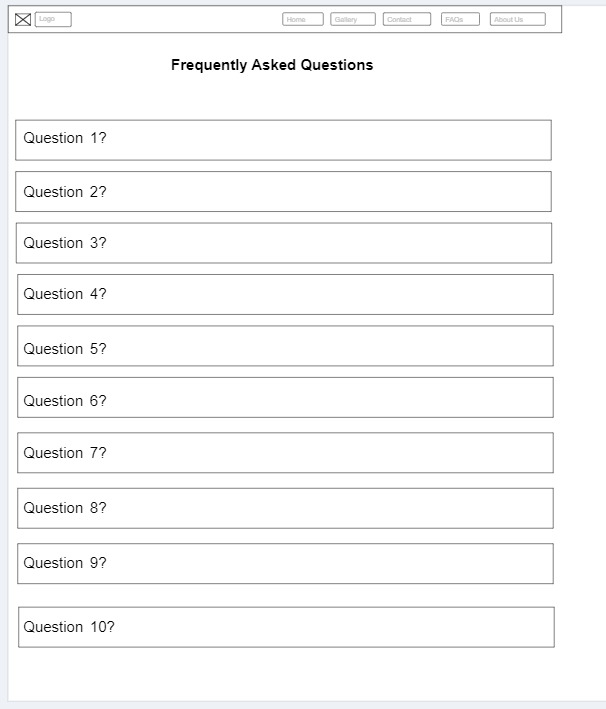 Logo
Home Gallery Contact FAQs About Us
Frequently Asked Questions
Question 1?
Question 2?
Question 3?
Question 4?
Question 5?
Question 6?
Question 7?
Question 8?
Question 9?
Question 10?